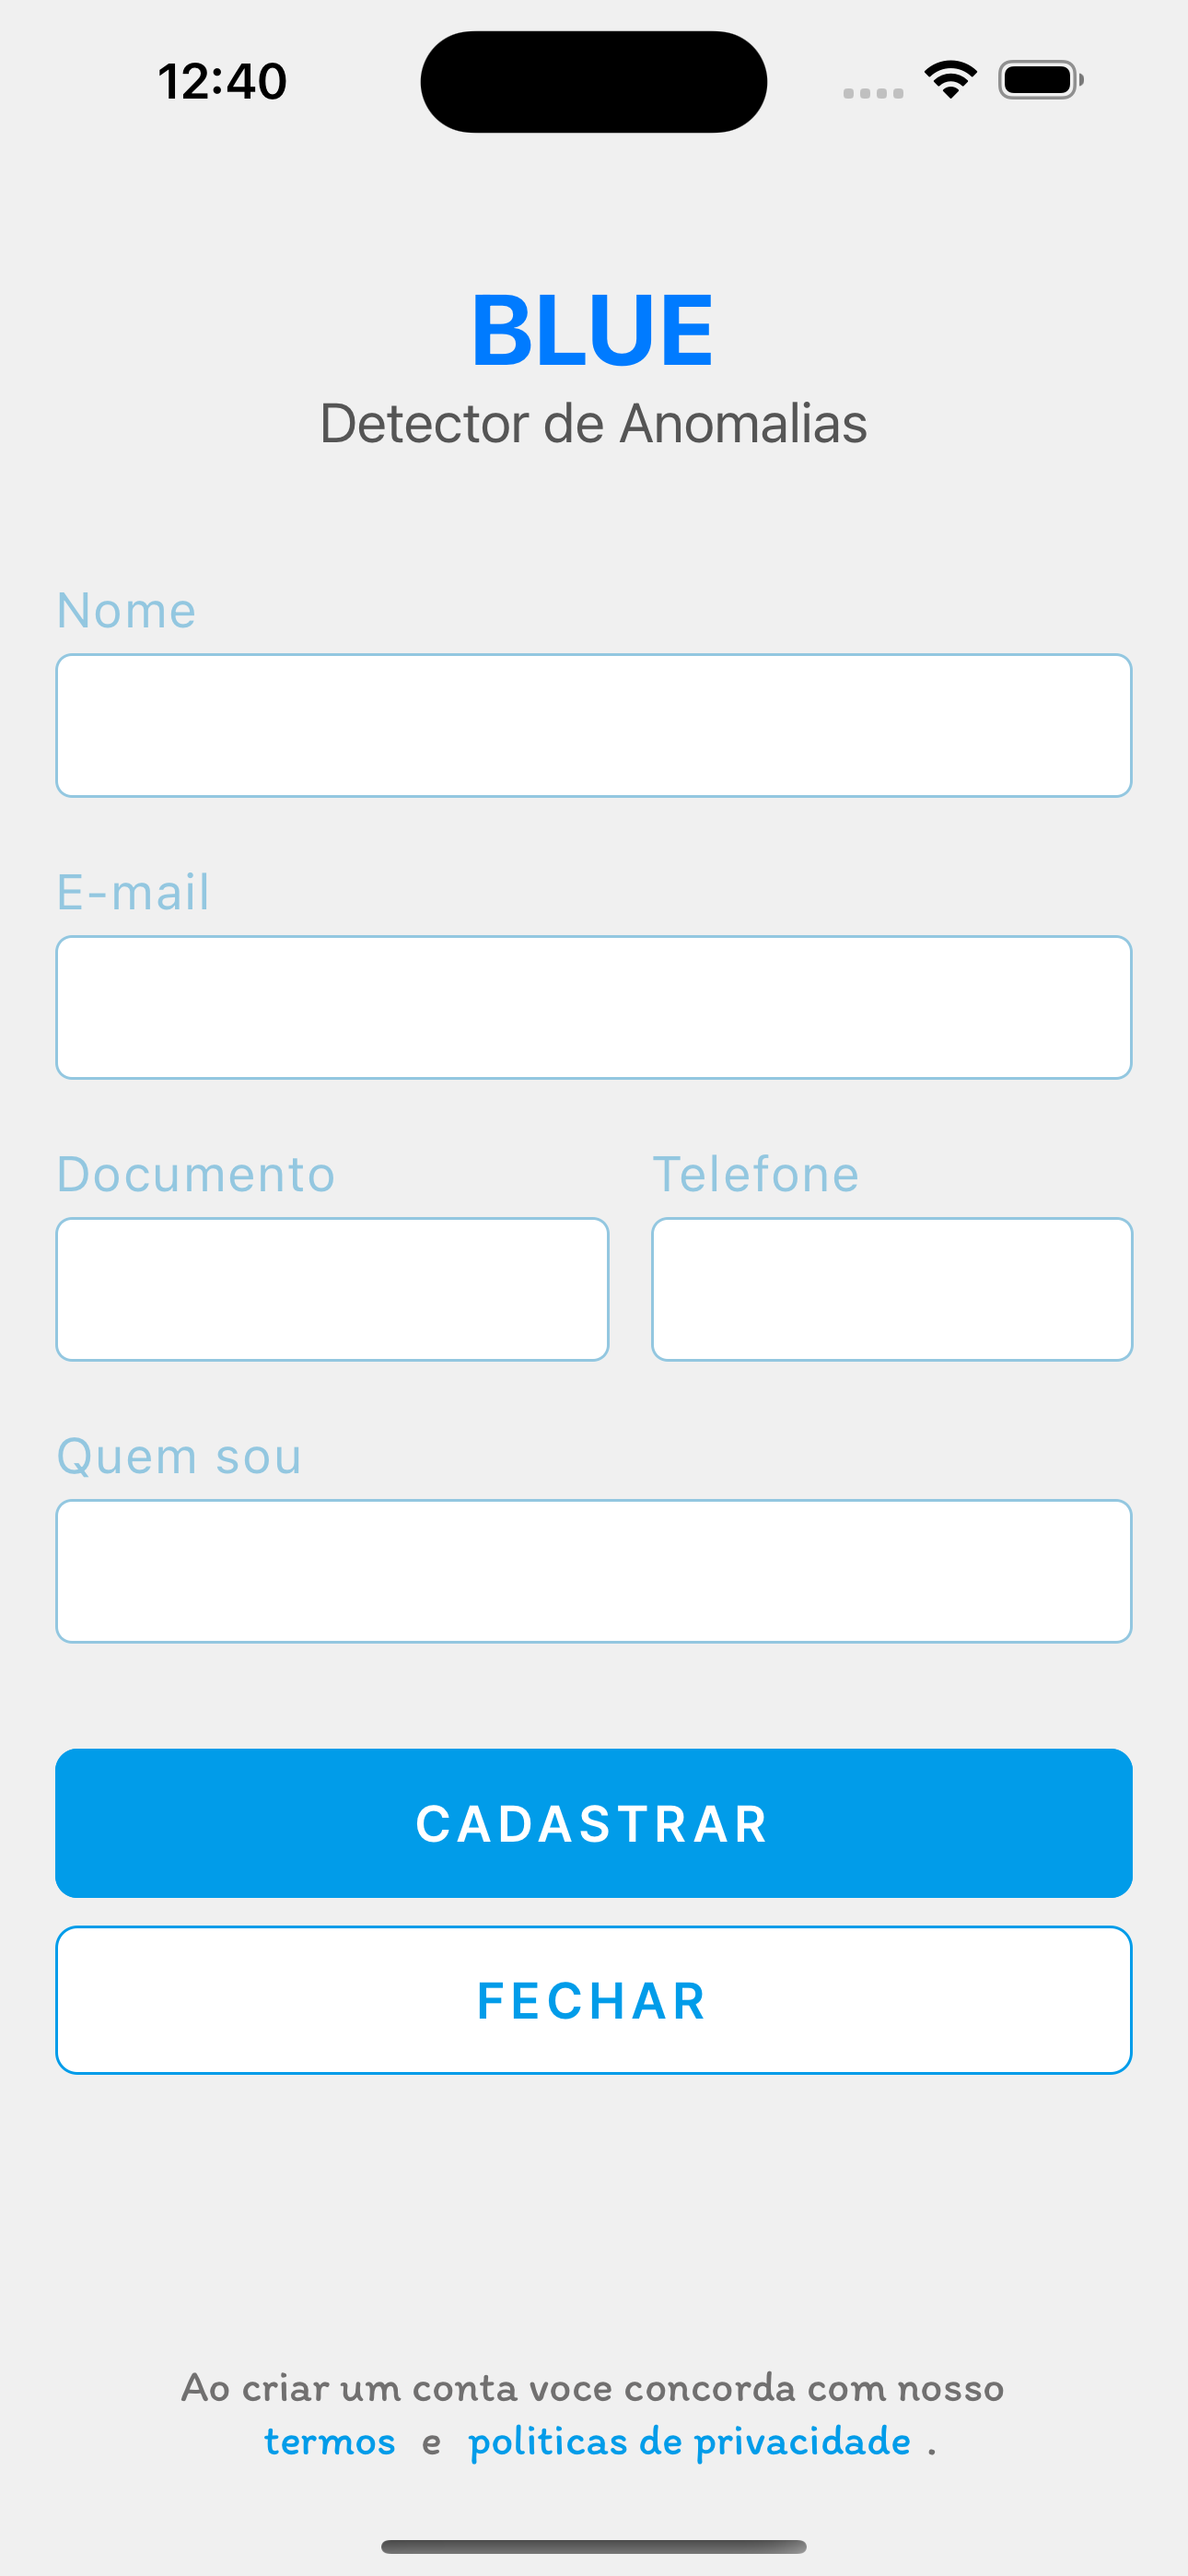 12:40
BLUE
Detector de Anomalias
Nome
E-mail
Documento
Telefone
Quem sou
CADASTRAR
FECHAR
Ao criar um conta voce concorda com nosso
termos e politicas de privacidade .